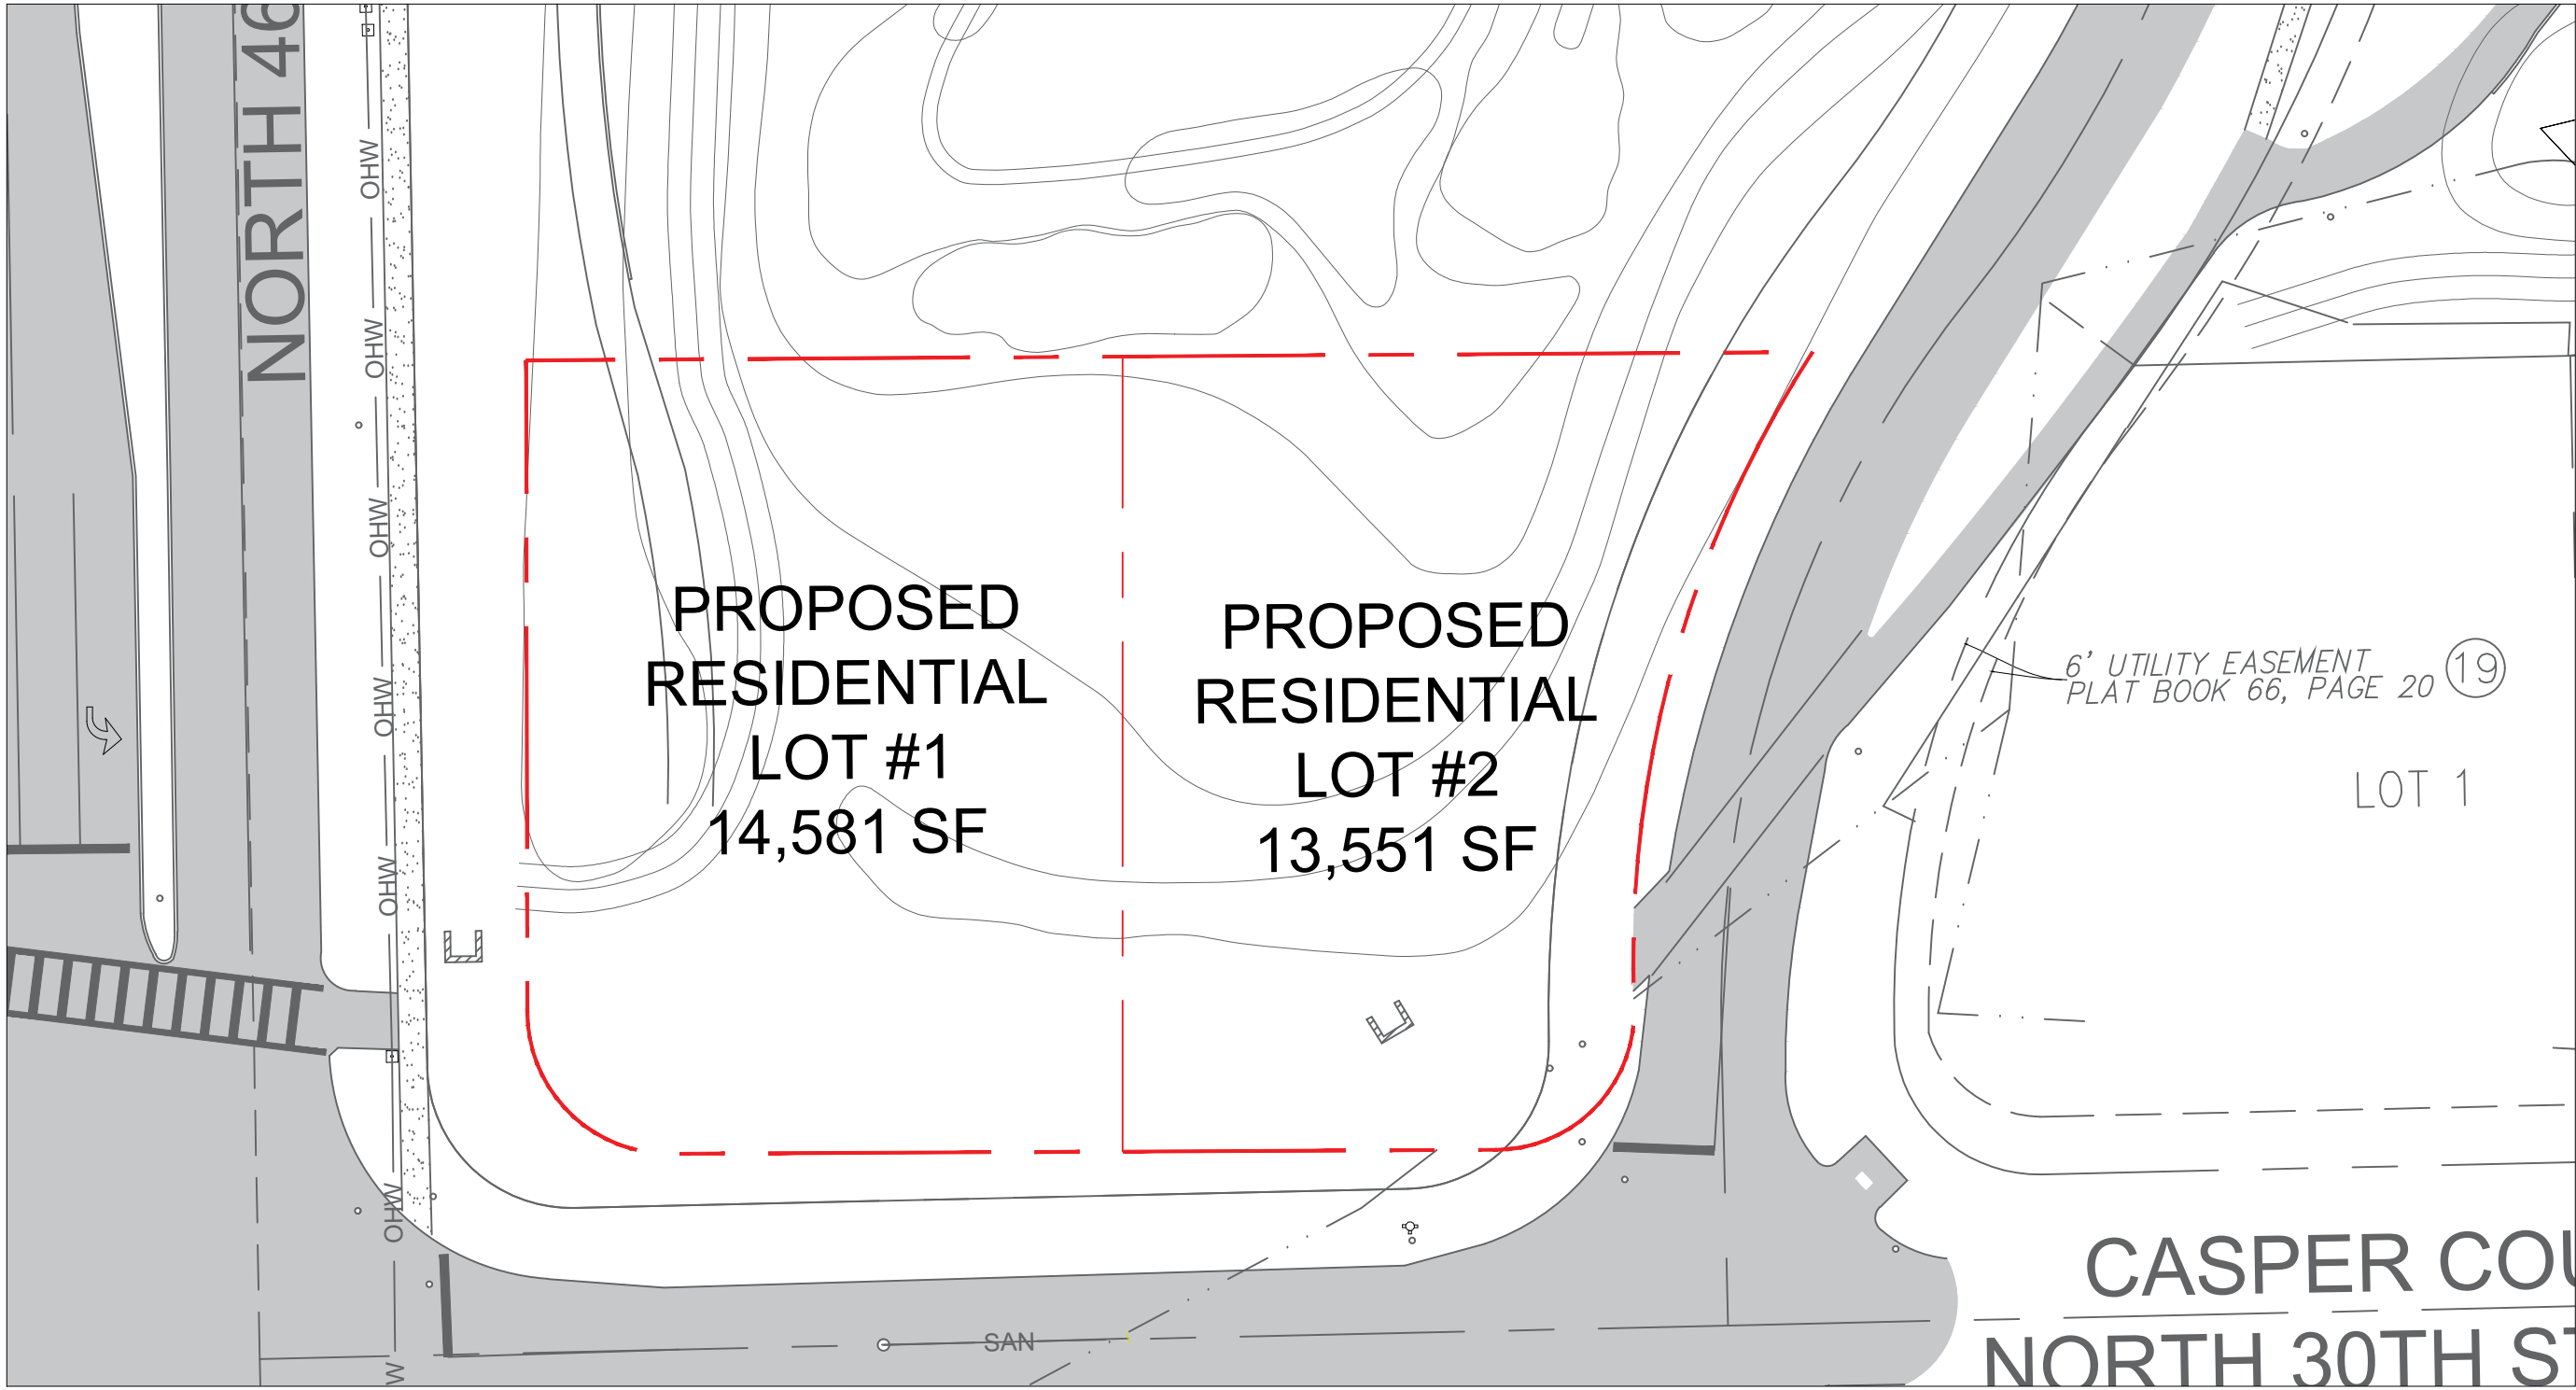 NORTH 46
OHW
OHW
OHW
OHW
OHW
OHW
PROPOSED
RESIDENTIAL
LOT #1
14,581 SF
PROPOSED
RESIDENTIAL
LOT #2
13,551 SF
6' UTILITY EASEMENT
PLAT BOOK 66, PAGE 20
19
LOT 1
SAN
CASPER COU
NORTH 30TH ST
W